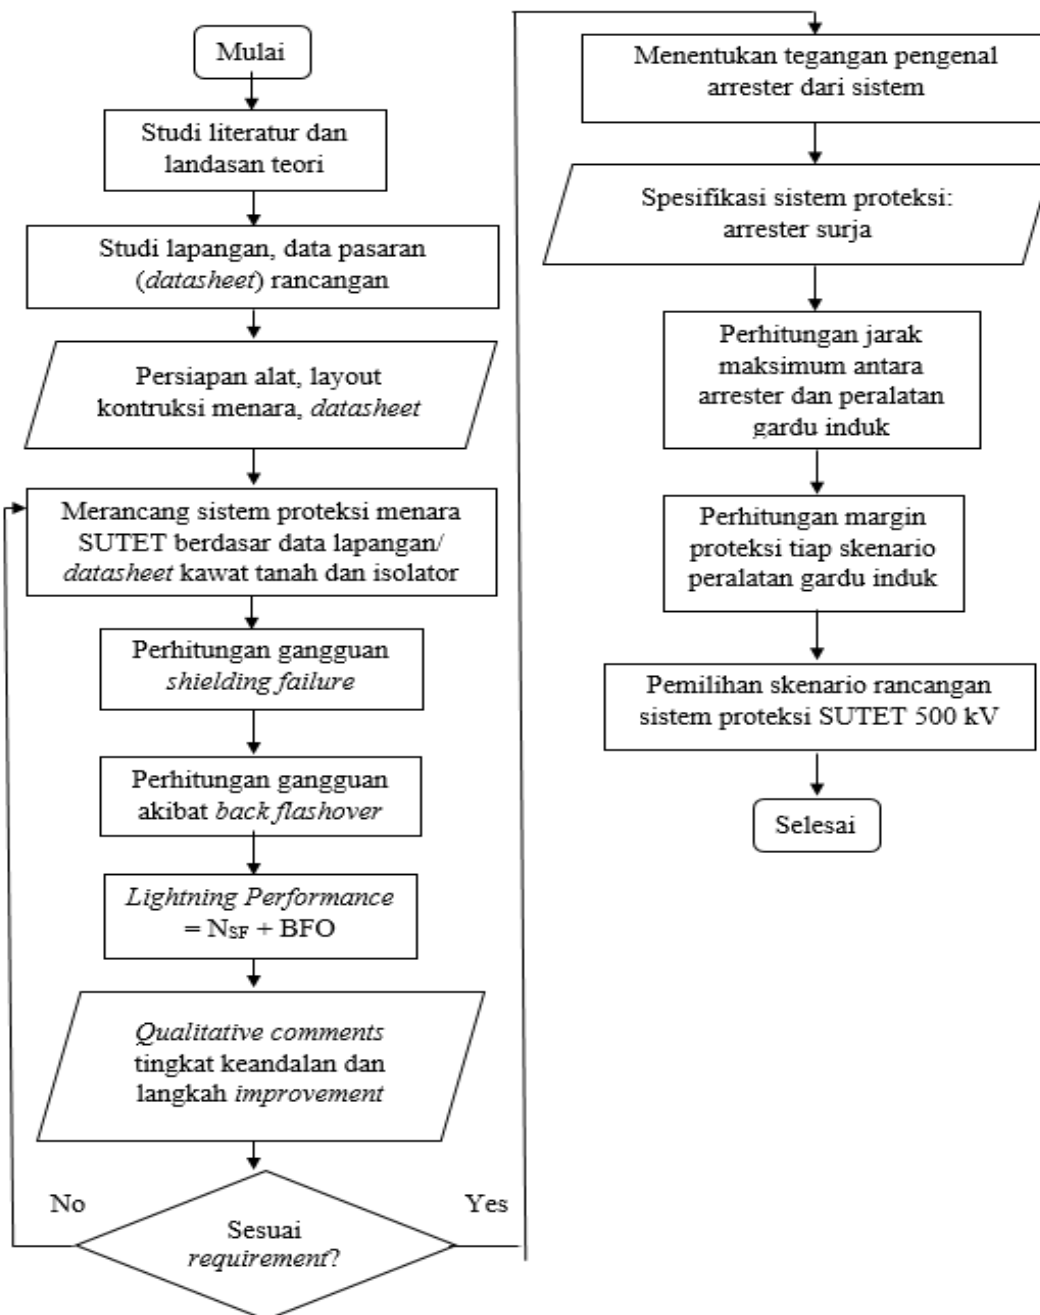 Mulai
Studi literatur dan
landasan teori
Studi lapangan, data pasaran
(datasheet) rancangan
Persiapan alat, layout
kontruksi menara, datasheet
Merancang sistem proteksi menara
SUTET berdasar data lapangan/
datasheet kawat tanah dan isolator
Perhitungan gangguan
shielding failure
Perhitungan gangguan
akibat back flashover
Lightning Performance
= NSF + BFO
Qualitative comments
tingkat keandalan dan
langkah improvement
No
Yes
Sesuai
requirement?
Menentukan tegangan pengenal
arrester dari sistem
Spesifikasi sistem proteksi:
arrester surja
Perhitungan jarak
maksimum antara
arrester dan peralatan
gardu induk
Perhitungan margin
proteksi tiap skenario
peralatan gardu induk
Pemilihan skenario rancangan
sistem proteksi SUTET 500 kV
Selesai